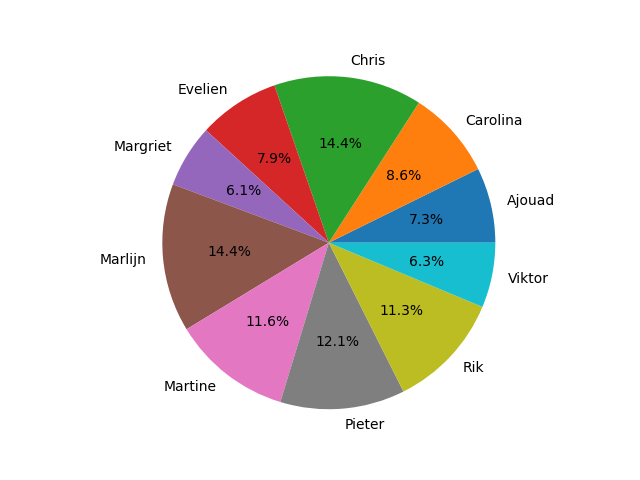 Chris
Evelien
Carolina
14.4%
Margriet
7.9%
8.6%
6.1%
Ajouad
7.3%
14.4%
Marlijn
6.3%
Viktor
11.3%
11.6%
12.1%
Rik
Martine
Pieter